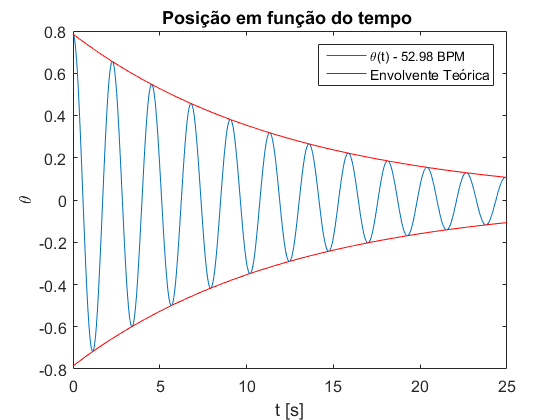 Posição em função do tempo
θ(t) - 52.98 BPM
Envolvente Teórica
0.8
0.6
0.4
0.2
0
-0.2
-0.4
-0.6
-0.8
θ
0 5 10 15 20 25
t [s]